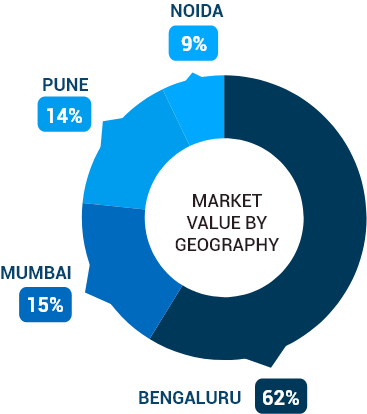 NOIDA
9%
PUNE
14%
MARKET
VALUE BY
GEOGRAPHY
MUMBAI
15%
BENGALURU 62%